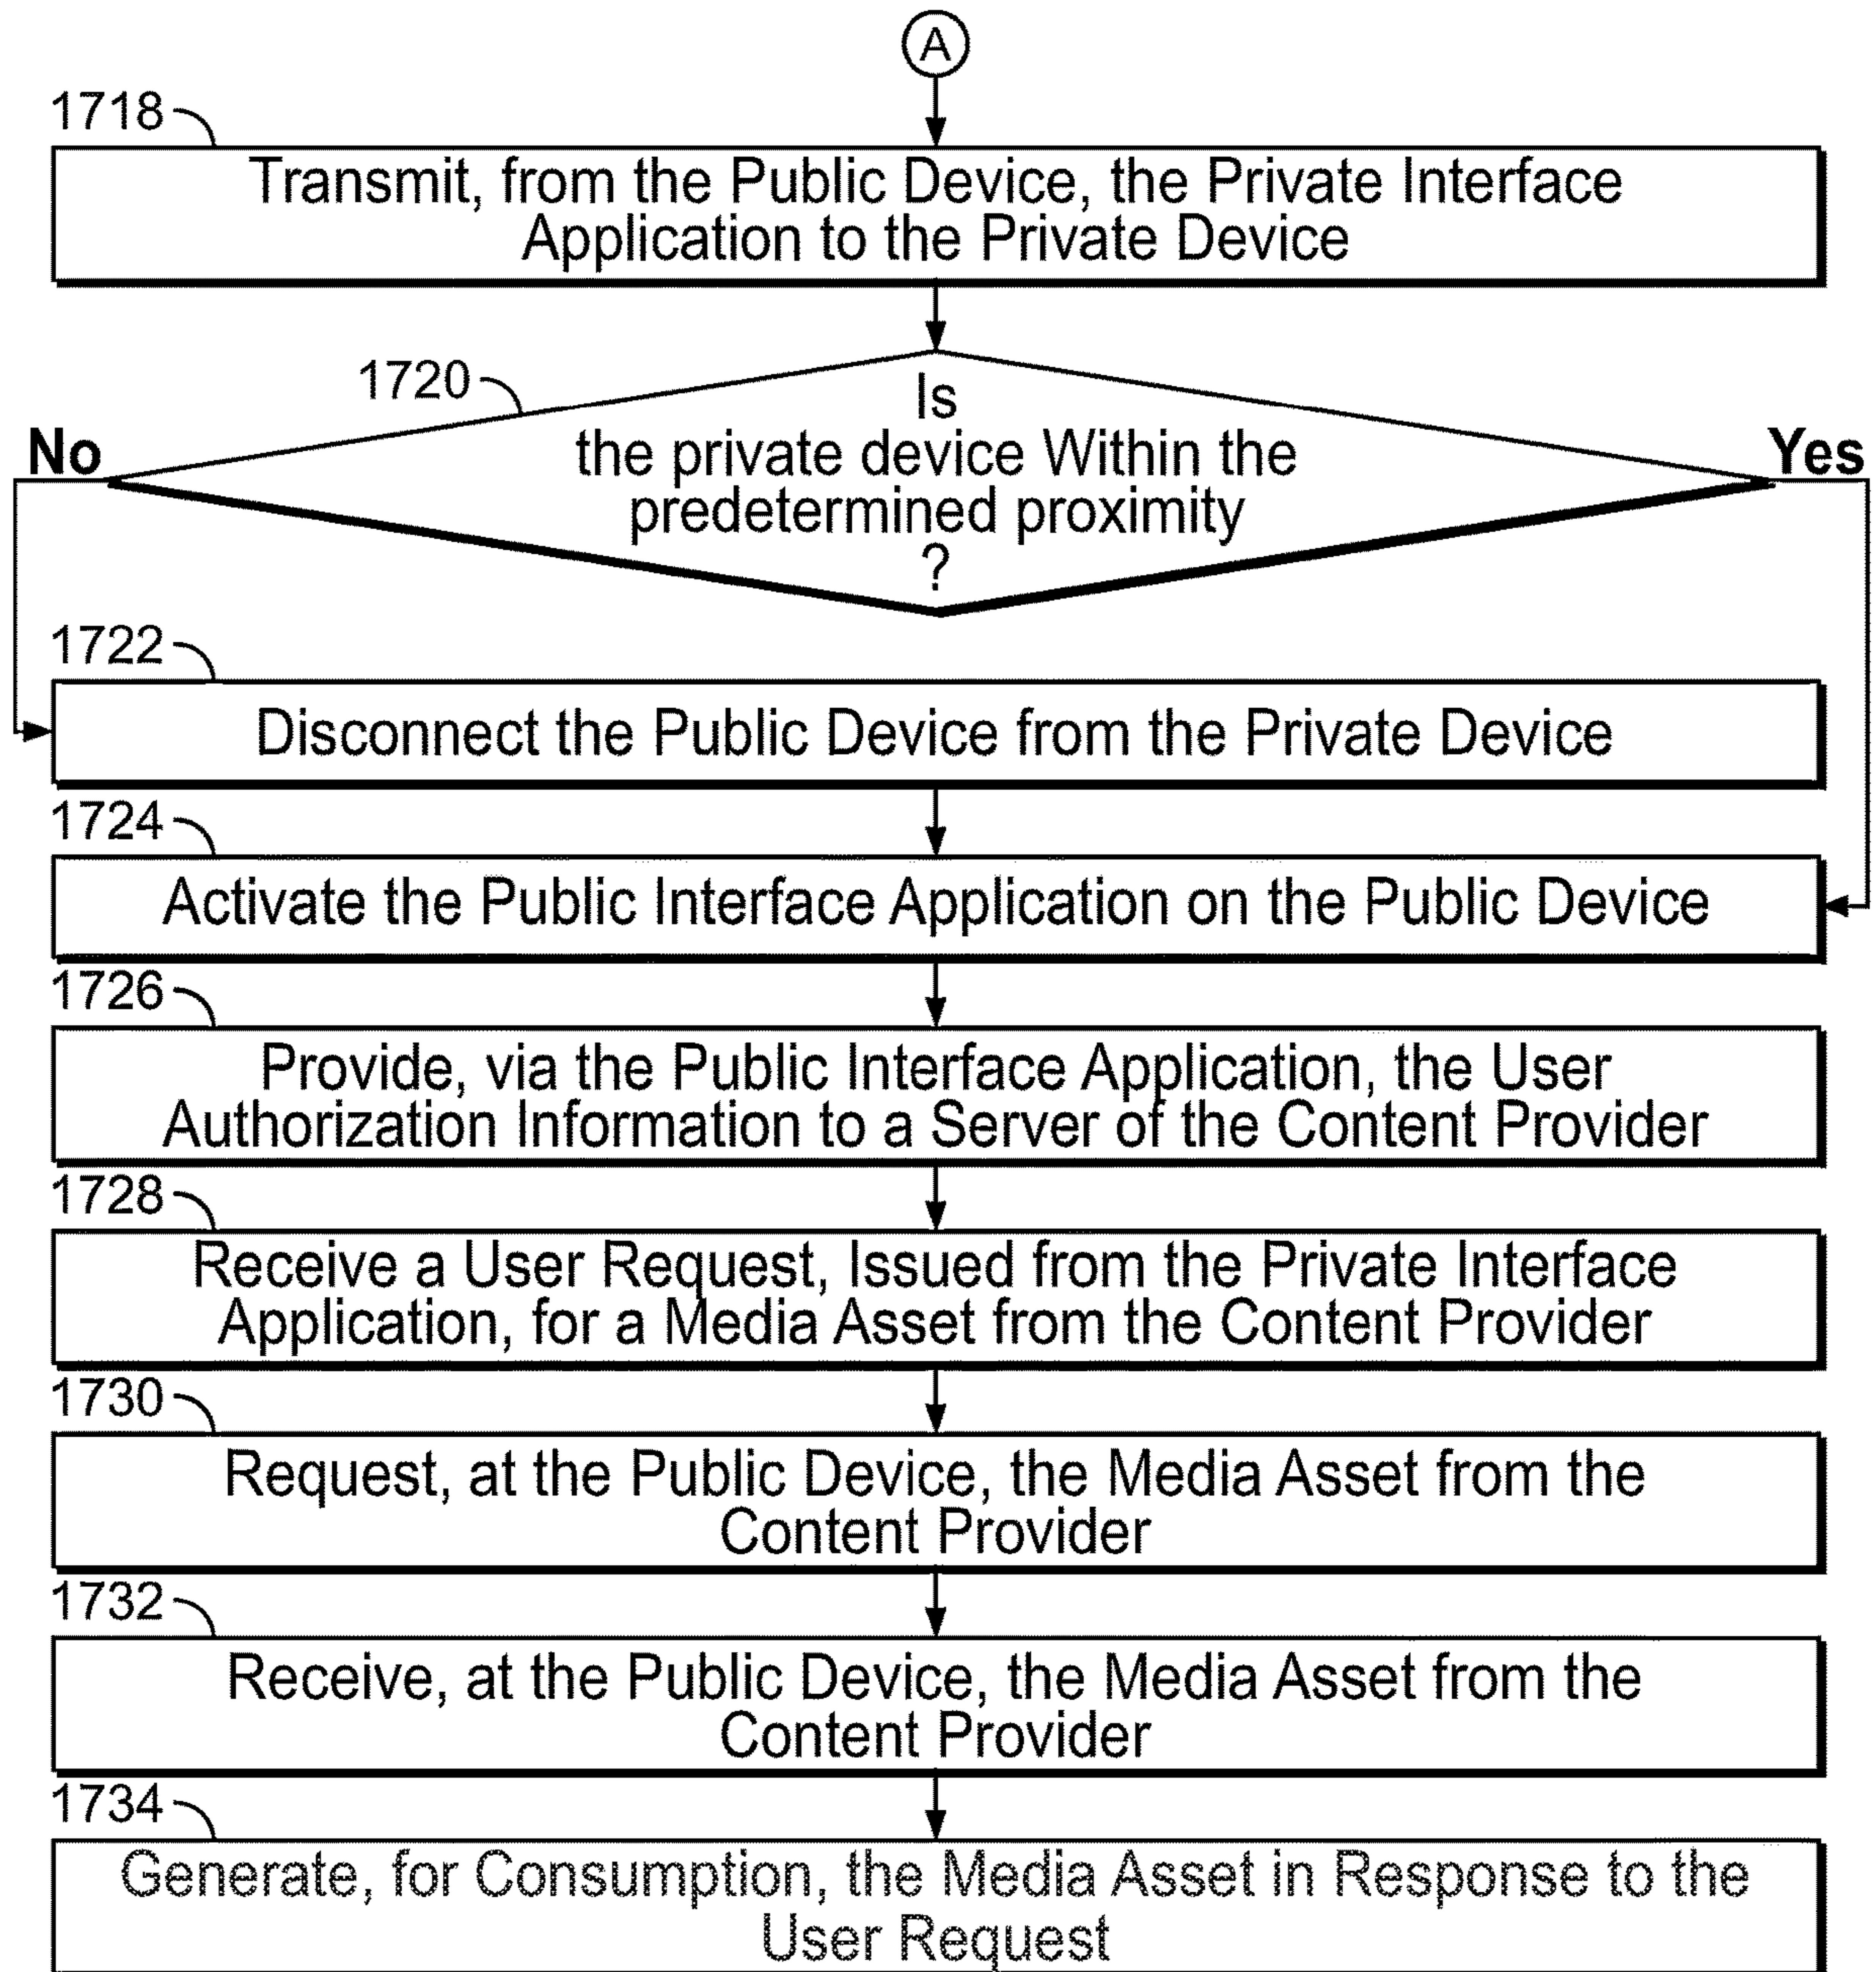 A
1718
Transmit, from the Public Device, the Private Interface
Application to the Private Device
1720
Is
the private device Within the
predetermined proximity
?
No
Yes
1722
Disconnect the Public Device from the Private Device
1724
Activate the Public Interface Application on the Public Device
1726
Provide, via the Public Interface Application, the User
Authorization Information to a Server of the Content Provider
1728
Receive a User Request, Issued from the Private Interface
Application, for a Media Asset from the Content Provider
1730
Request, at the Public Device, the Media Asset from the
Content Provider
1732
Receive, at the Public Device, the Media Asset from the
Content Provider
1734
Generate, for Consumption, the Media Asset in Response to the
User Request